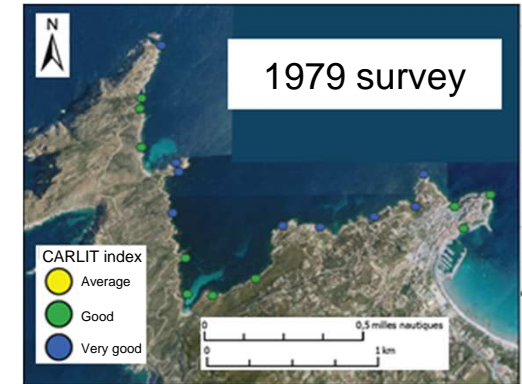 N
1979 survey
CARLIT index
Average
Good
Very good
0 0,5 milles nautiques
0 1 km